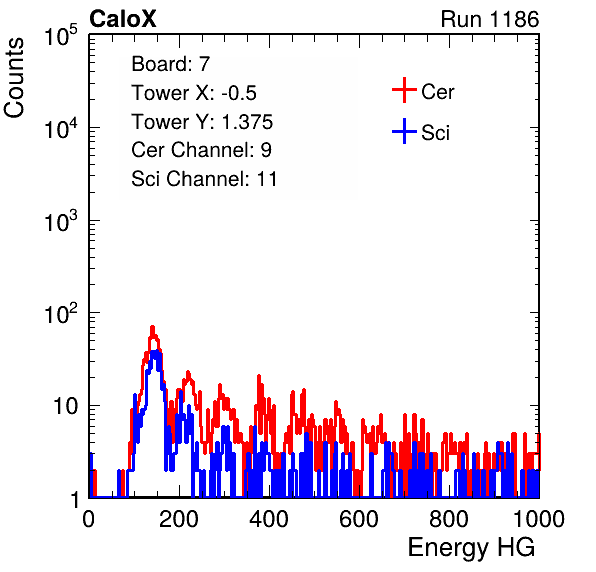 CaloX Run 1186
Counts
10^5
10^4
10^3
10^2
10
1
Board: 7
Tower X: -0.5
Tower Y: 1.375
Cer Channel: 9
Sci Channel: 11
Cer
Sci
0 200 400 600 800 1000
Energy HG